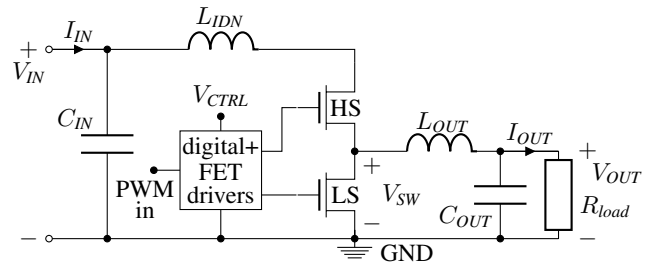 L_IDN
I_IN
+
V_IN
C_IN
V_CTRL
HS
digital+
FET
drivers
PWM
in
LS
+
V_SW
−
L_OUT
I_OUT
+
V_OUT
C_OUT
R_load
−
−
GND